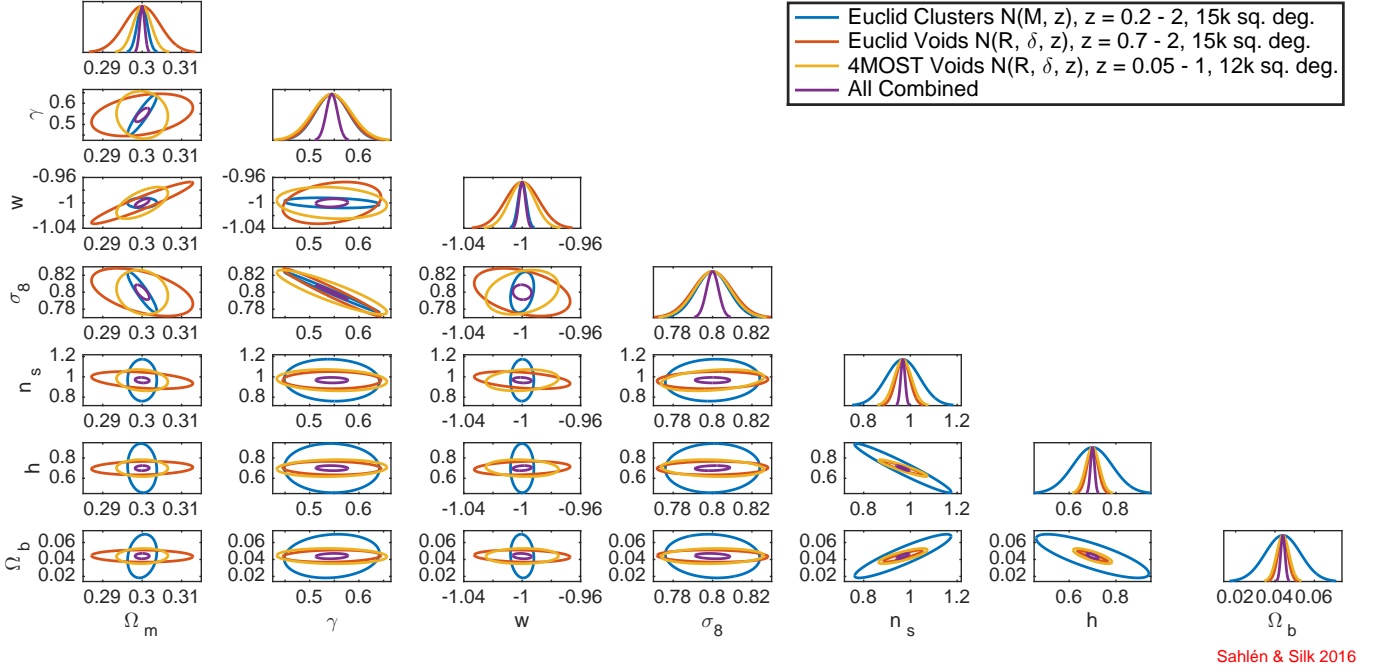 Euclid Clusters N(M, z), z = 0.2 - 2, 15k sq. deg.
Euclid Voids N(R, δ, z), z = 0.7 - 2, 15k sq. deg.
4MOST Voids N(R, δ, z), z = 0.05 - 1, 12k sq. deg.
All Combined
0.29 0.3 0.31
γ 0.6 0.5
0.29 0.3 0.31 0.5 0.6
w -0.96 -1 -1.04 -0.96 -1 -1.04
0.29 0.3 0.31 0.5 0.6 -1.04 -1 -0.96
σ8 0.82 0.8 0.78 0.82 0.8 0.78 0.82 0.8 0.78
0.29 0.3 0.31 0.5 0.6 -1.04 -1 -0.96 0.78 0.8 0.82
n s 1.2 1 0.8 1.2 1 0.8 1.2 1 0.8 1.2 1 0.8
0.29 0.3 0.31 0.5 0.6 -1.04 -1 -0.96 0.78 0.8 0.82 0.8 1 1.2
h 0.8 0.6 0.8 0.6 0.8 0.6 0.8 0.6 0.8 0.6
0.29 0.3 0.31 0.5 0.6 -1.04 -1 -0.96 0.78 0.8 0.82 0.8 1 1.2 0.6 0.8
Ω b 0.06 0.04 0.02 0.06 0.04 0.02 0.06 0.04 0.02 0.06 0.04 0.02 0.06 0.04 0.02 0.06 0.04 0.02
0.29 0.3 0.31 0.5 0.6 -1.04 -1 -0.96 0.78 0.8 0.82 0.8 1 1.2 0.6 0.8 0.02 0.04 0.06
Ω m γ w σ8 n s h Ω b
Sahlén & Silk 2016